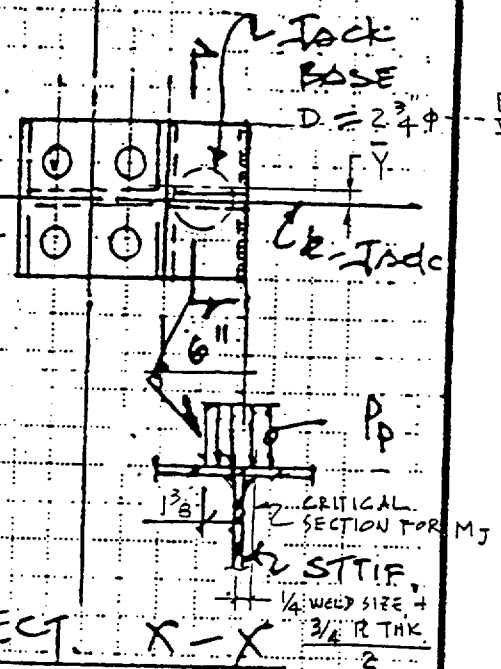 Jack
BASE
D = 2 3/4 φ
Y
℄ Jack
6"
Pp
1 3/8
CRITICAL
SECTION FOR MJ
STTIF.
1/4 WELD SIZE +
3/4 ℞ THK
2
ECT. X-X